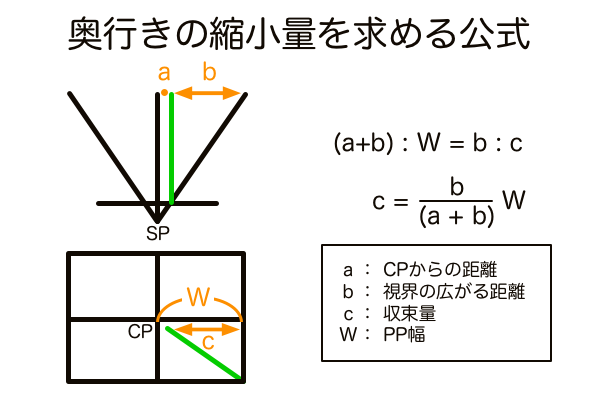 奥行きの縮小量を求める公式
a b
(a+b) : W = b : c
c = b/(a + b) W
SP
W
CP
c
a : CPからの距離
b : 視界の広がる距離
c : 収束量
W : PP幅